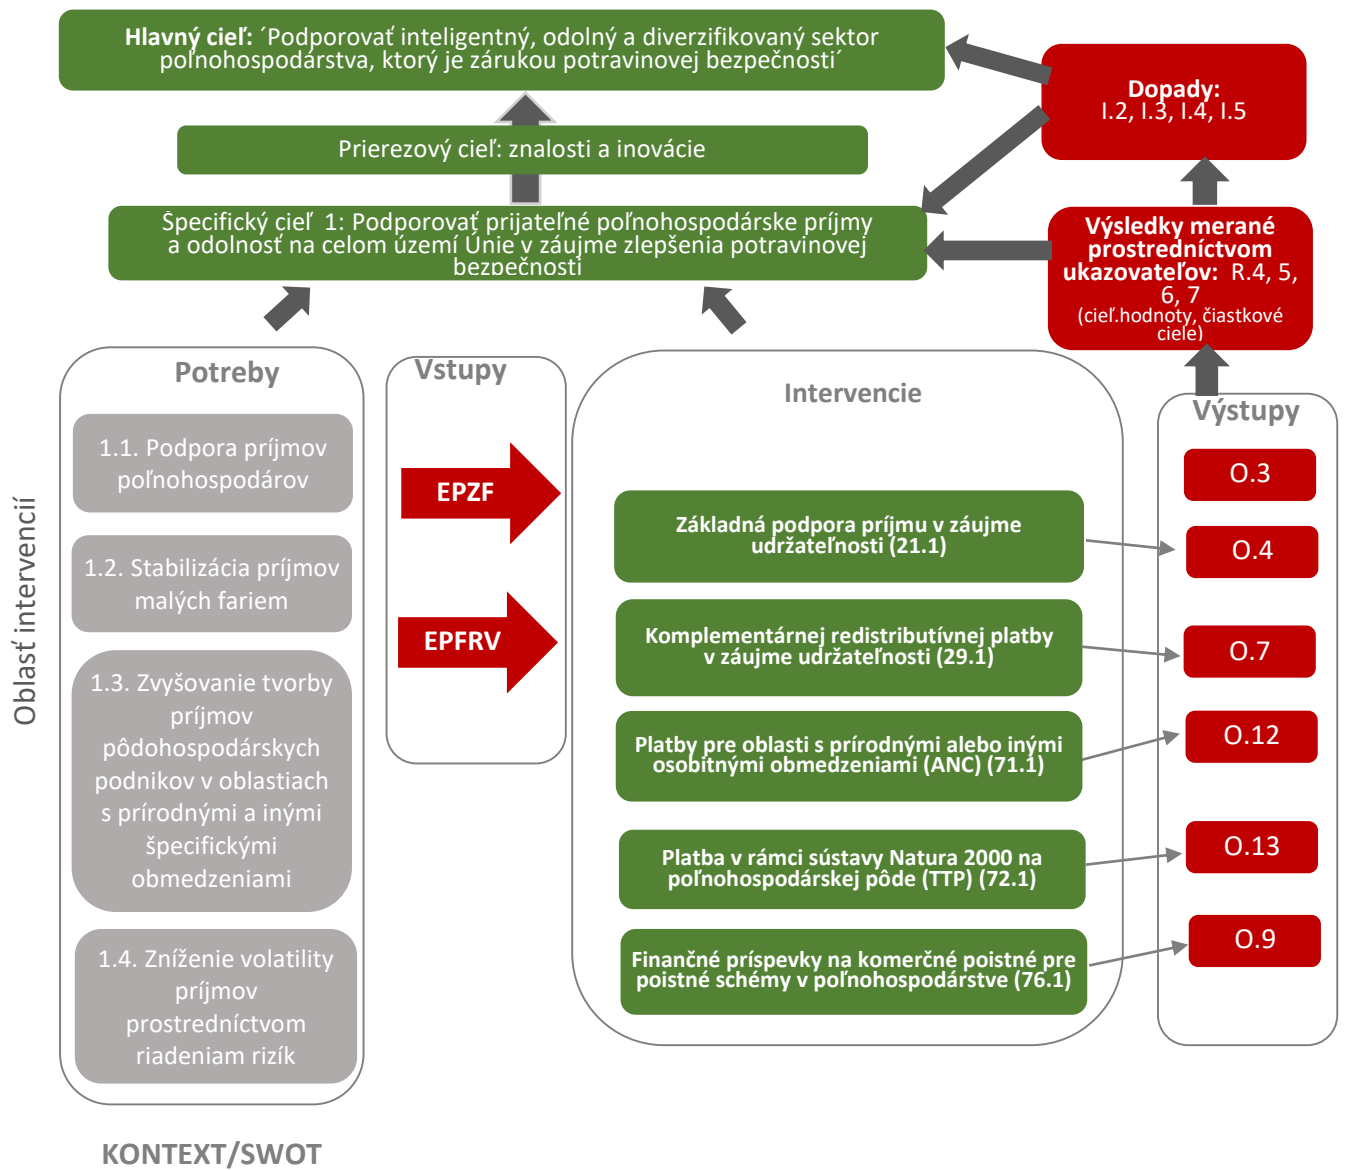 Hlavný cieľ: ´Podporovať inteligentný, odolný a diverzifikovaný sektor
poľnohospodárstva, ktorý je zárukou potravinovej bezpečnosti´
Dopady:
I.2, I.3, I.4, I.5
Prierezový cieľ: znalosti a inovácie
Špecifický cieľ 1: Podporovať prijateľné poľnohospodárske príjmy
a odolnosť na celom území Únie v záujme zlepšenia potravinovej
bezpečnosti
Výsledky merané
prostredníctvom
ukazovateľov: R.4, 5,
6, 7
(cieľ.hodnoty, čiastkové
ciele)
Oblasť intervencií
Potreby
1.1. Podpora príjmov
poľnohospodárov
1.2. Stabilizácia príjmov
malých fariem
1.3. Zvyšovanie tvorby
príjmov
pôdohospodárskych
podnikov v oblastiach
s prírodnými a inými
špecifickými
obmedzeniami
1.4. Zníženie volatility
príjmov
prostredníctvom
riadeniam rizík
Vstupy
EPZF
EPFRV
Intervencie
Základná podpora príjmu v záujme
udržateľnosti (21.1)
Komplementárnej redistributívnej platby
v záujme udržateľnosti (29.1)
Platby pre oblasti s prírodnými alebo inými
osobitnými obmedzeniami (ANC) (71.1)
Platba v rámci sústavy Natura 2000 na
poľnohospodárskej pôde (TTP) (72.1)
Finančné príspevky na komerčné poistné pre
poistné schémy v poľnohospodárstve (76.1)
Výstupy
O.3
O.4
O.7
O.12
O.13
O.9
KONTEXT/SWOT